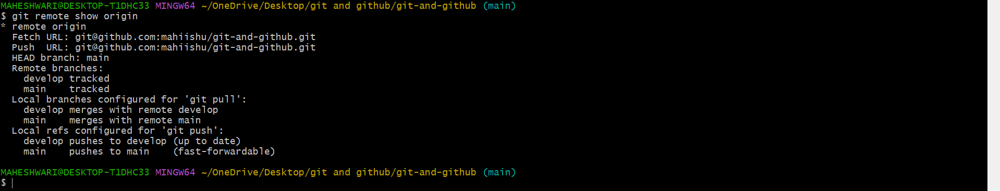 MAHESHWARI@DESKTOP-T1DHC33 MINGW64 ~/OneDrive/Desktop/git and github/git-and-github (main)
$ git remote show origin
* remote origin
  Fetch URL: git@github.com:mahiishu/git-and-github.git
  Push  URL: git@github.com:mahiishu/git-and-github.git
  HEAD branch: main
  Remote branches:
    develop tracked
    main    tracked
  Local branches configured for 'git pull':
    develop merges with remote develop
    main    merges with remote main
  Local refs configured for 'git push':
    develop pushes to develop (up to date)
    main    pushes to main    (fast-forwardable)

MAHESHWARI@DESKTOP-T1DHC33 MINGW64 ~/OneDrive/Desktop/git and github/git-and-github (main)
$